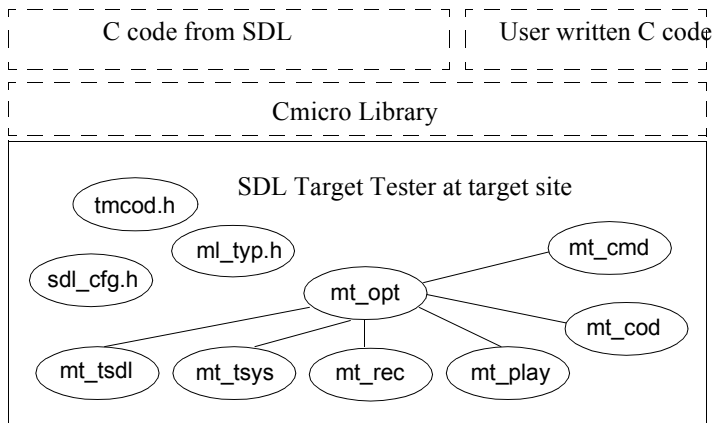 C code from SDL
User written C code
Cmicro Library
SDL Target Tester at target site
tmcod.h
ml_typ.h
mt_cmd
sdl_cfg.h
mt_opt
mt_cod
mt_tsdl
mt_tsys
mt_rec
mt_play